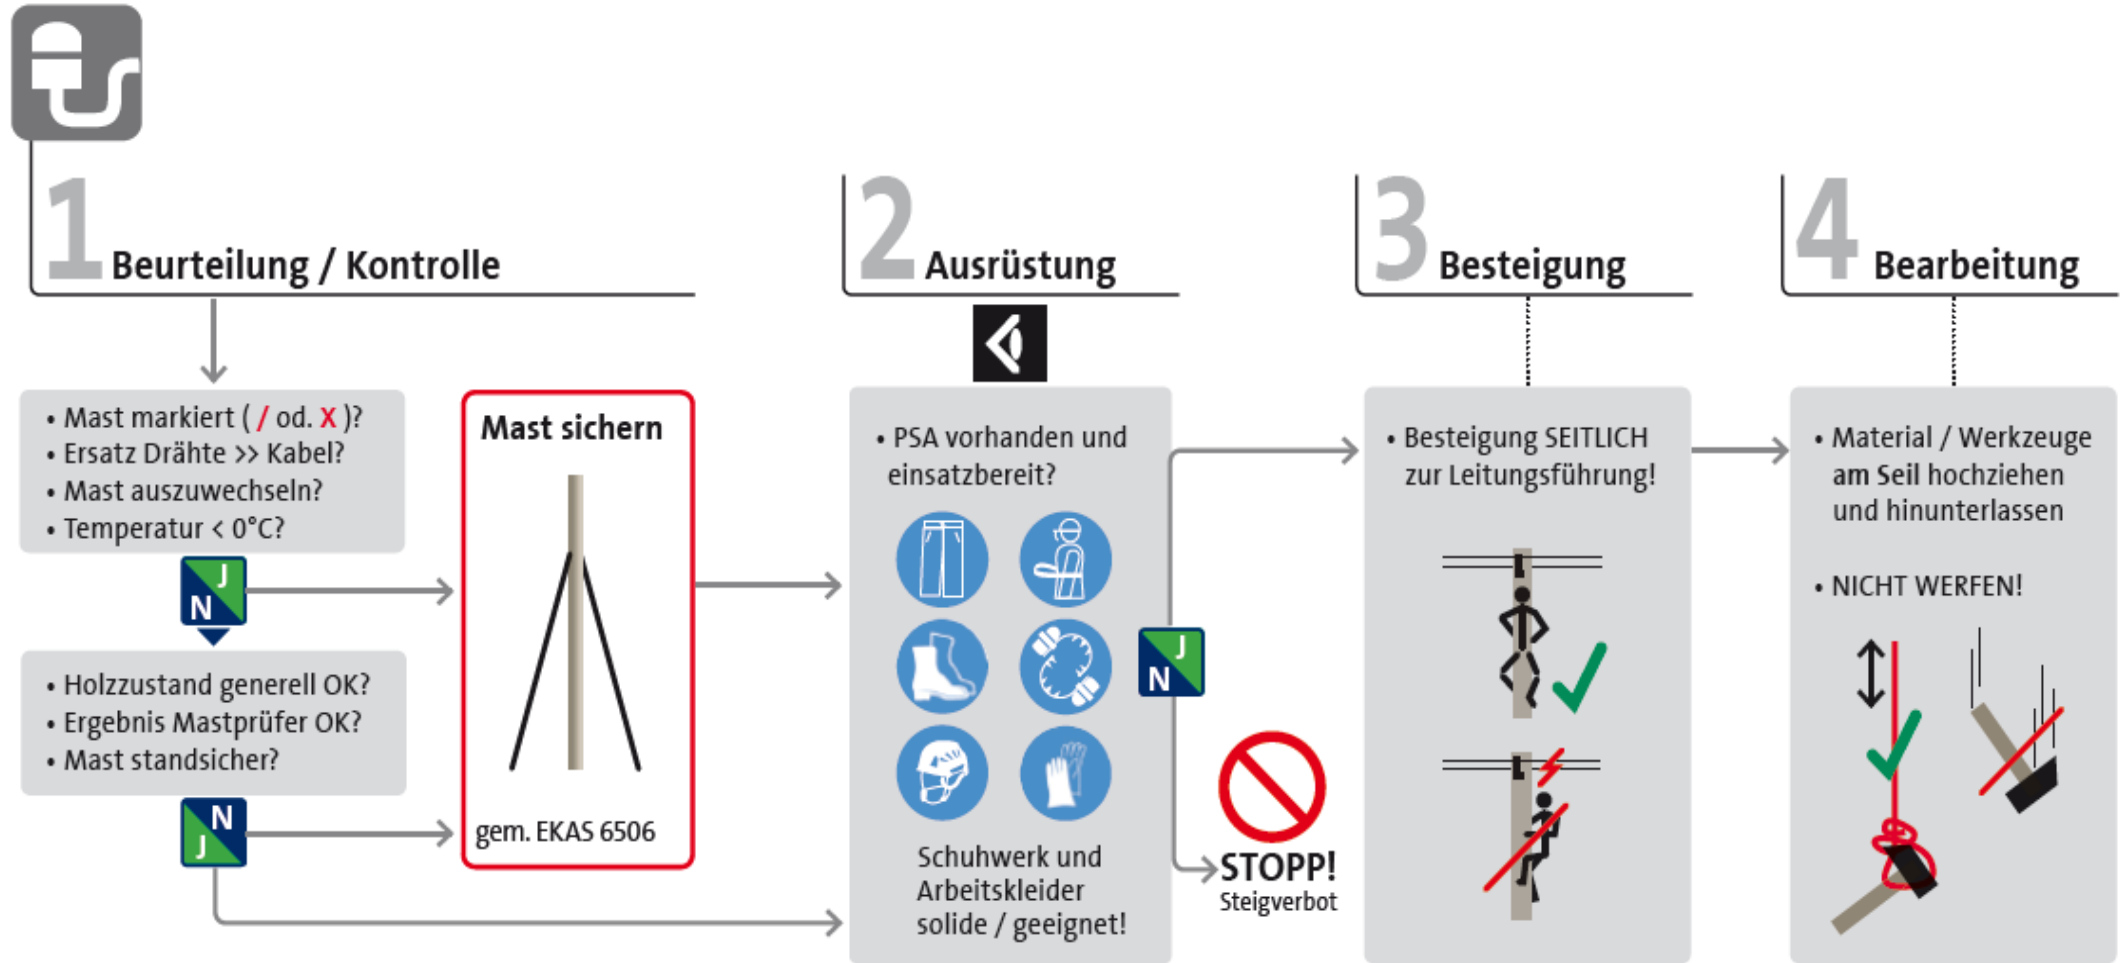 1 Beurteilung / Kontrolle
• Mast markiert ( / od. X )?
• Ersatz Drähte >> Kabel?
• Mast auszuwechseln?
• Temperatur < 0°C?
J
N
• Holzzustand generell OK?
• Ergebnis Mastprüfer OK?
• Mast standsicher?
N
J
Mast sichern
gem. EKAS 6506
2 Ausrüstung
• PSA vorhanden und
einsatzbereit?
Schuhwerk und
Arbeitskleider
solide / geeignet!
J
N
STOPP!
Steigverbot
3 Besteigung
• Besteigung SEITLICH
zur Leitungsführung!
4 Bearbeitung
• Material / Werkzeuge
am Seil hochziehen
und hinunterlassen
• NICHT WERFEN!